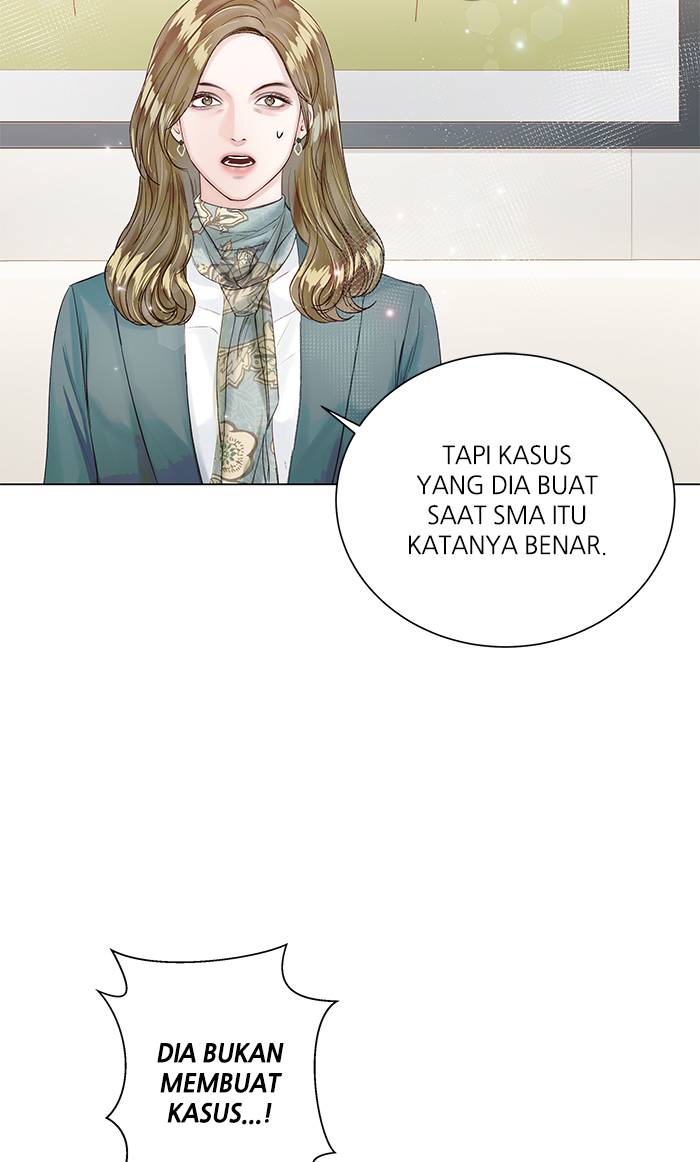 TAPI KASUS
YANG DIA BUAT
SAAT SMA ITU
KATANYA BENAR.
DIA BUKAN
MEMBUAT
KASUS...!